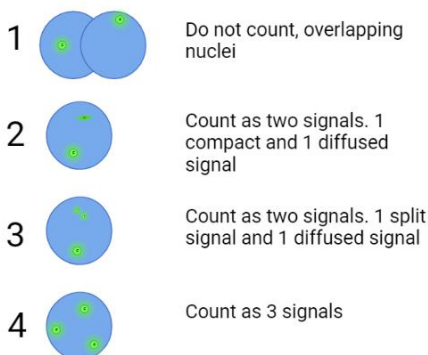 1
Do not count, overlapping
nuclei
2
Count as two signals. 1
compact and 1 diffused
signal
3
Count as two signals. 1 split
signal and 1 diffused signal
4
Count as 3 signals